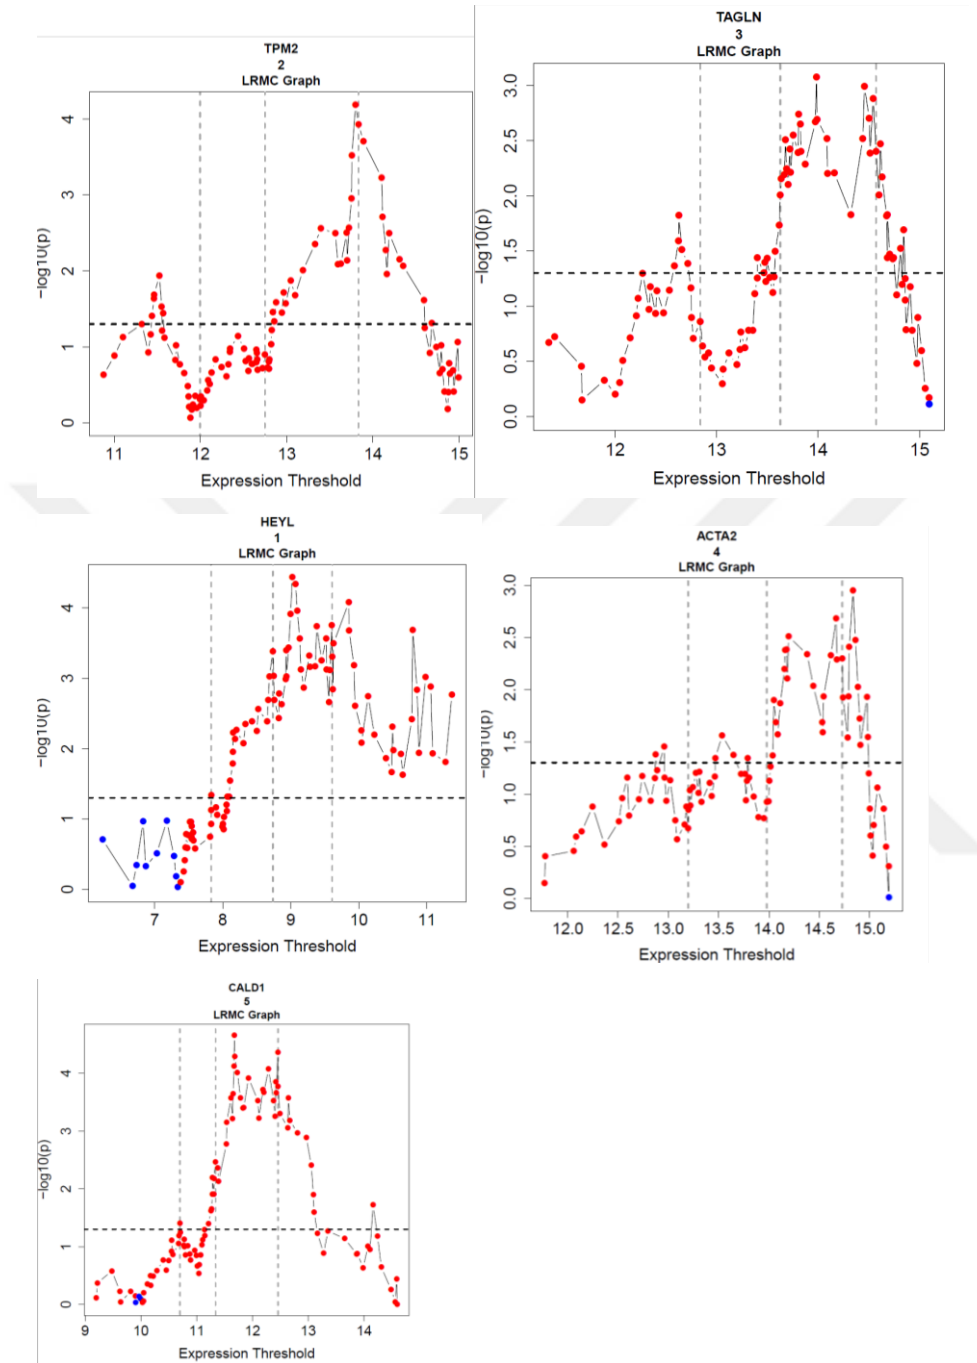 TPM2
2
LRMC Graph
−log10(p)
4
3
2
1
0
11 12 13 14 15
Expression Threshold
TAGLN
3
LRMC Graph
−log10(p)
3.0
2.5
2.0
1.5
1.0
0.5
0.0
12 13 14 15
Expression Threshold
HEYL
1
LRMC Graph
−log10(p)
4
3
2
1
0
7 8 9 10 11
Expression Threshold
ACTA2
4
LRMC Graph
−log10(p)
3.0
2.5
2.0
1.5
1.0
0.5
0.0
12.0 12.5 13.0 13.5 14.0 14.5 15.0
Expression Threshold
CALD1
5
LRMC Graph
−log10(p)
4
3
2
1
0
9 10 11 12 13 14
Expression Threshold